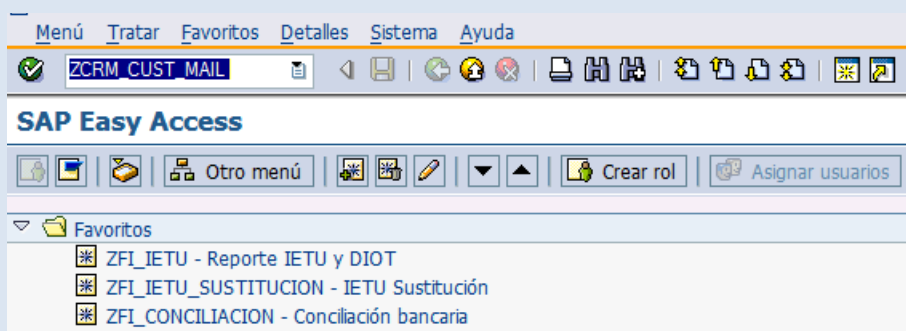 Menú Tratar Favoritos Detalles Sistema Ayuda
ZCRM_CUST_MAIL
SAP Easy Access
Otro menú Crear rol Asignar usuarios
Favoritos
ZFI_IETU - Reporte IETU y DIOT
ZFI_IETU_SUSTITUCION - IETU Sustitución
ZFI_CONCILIACION - Conciliación bancaria